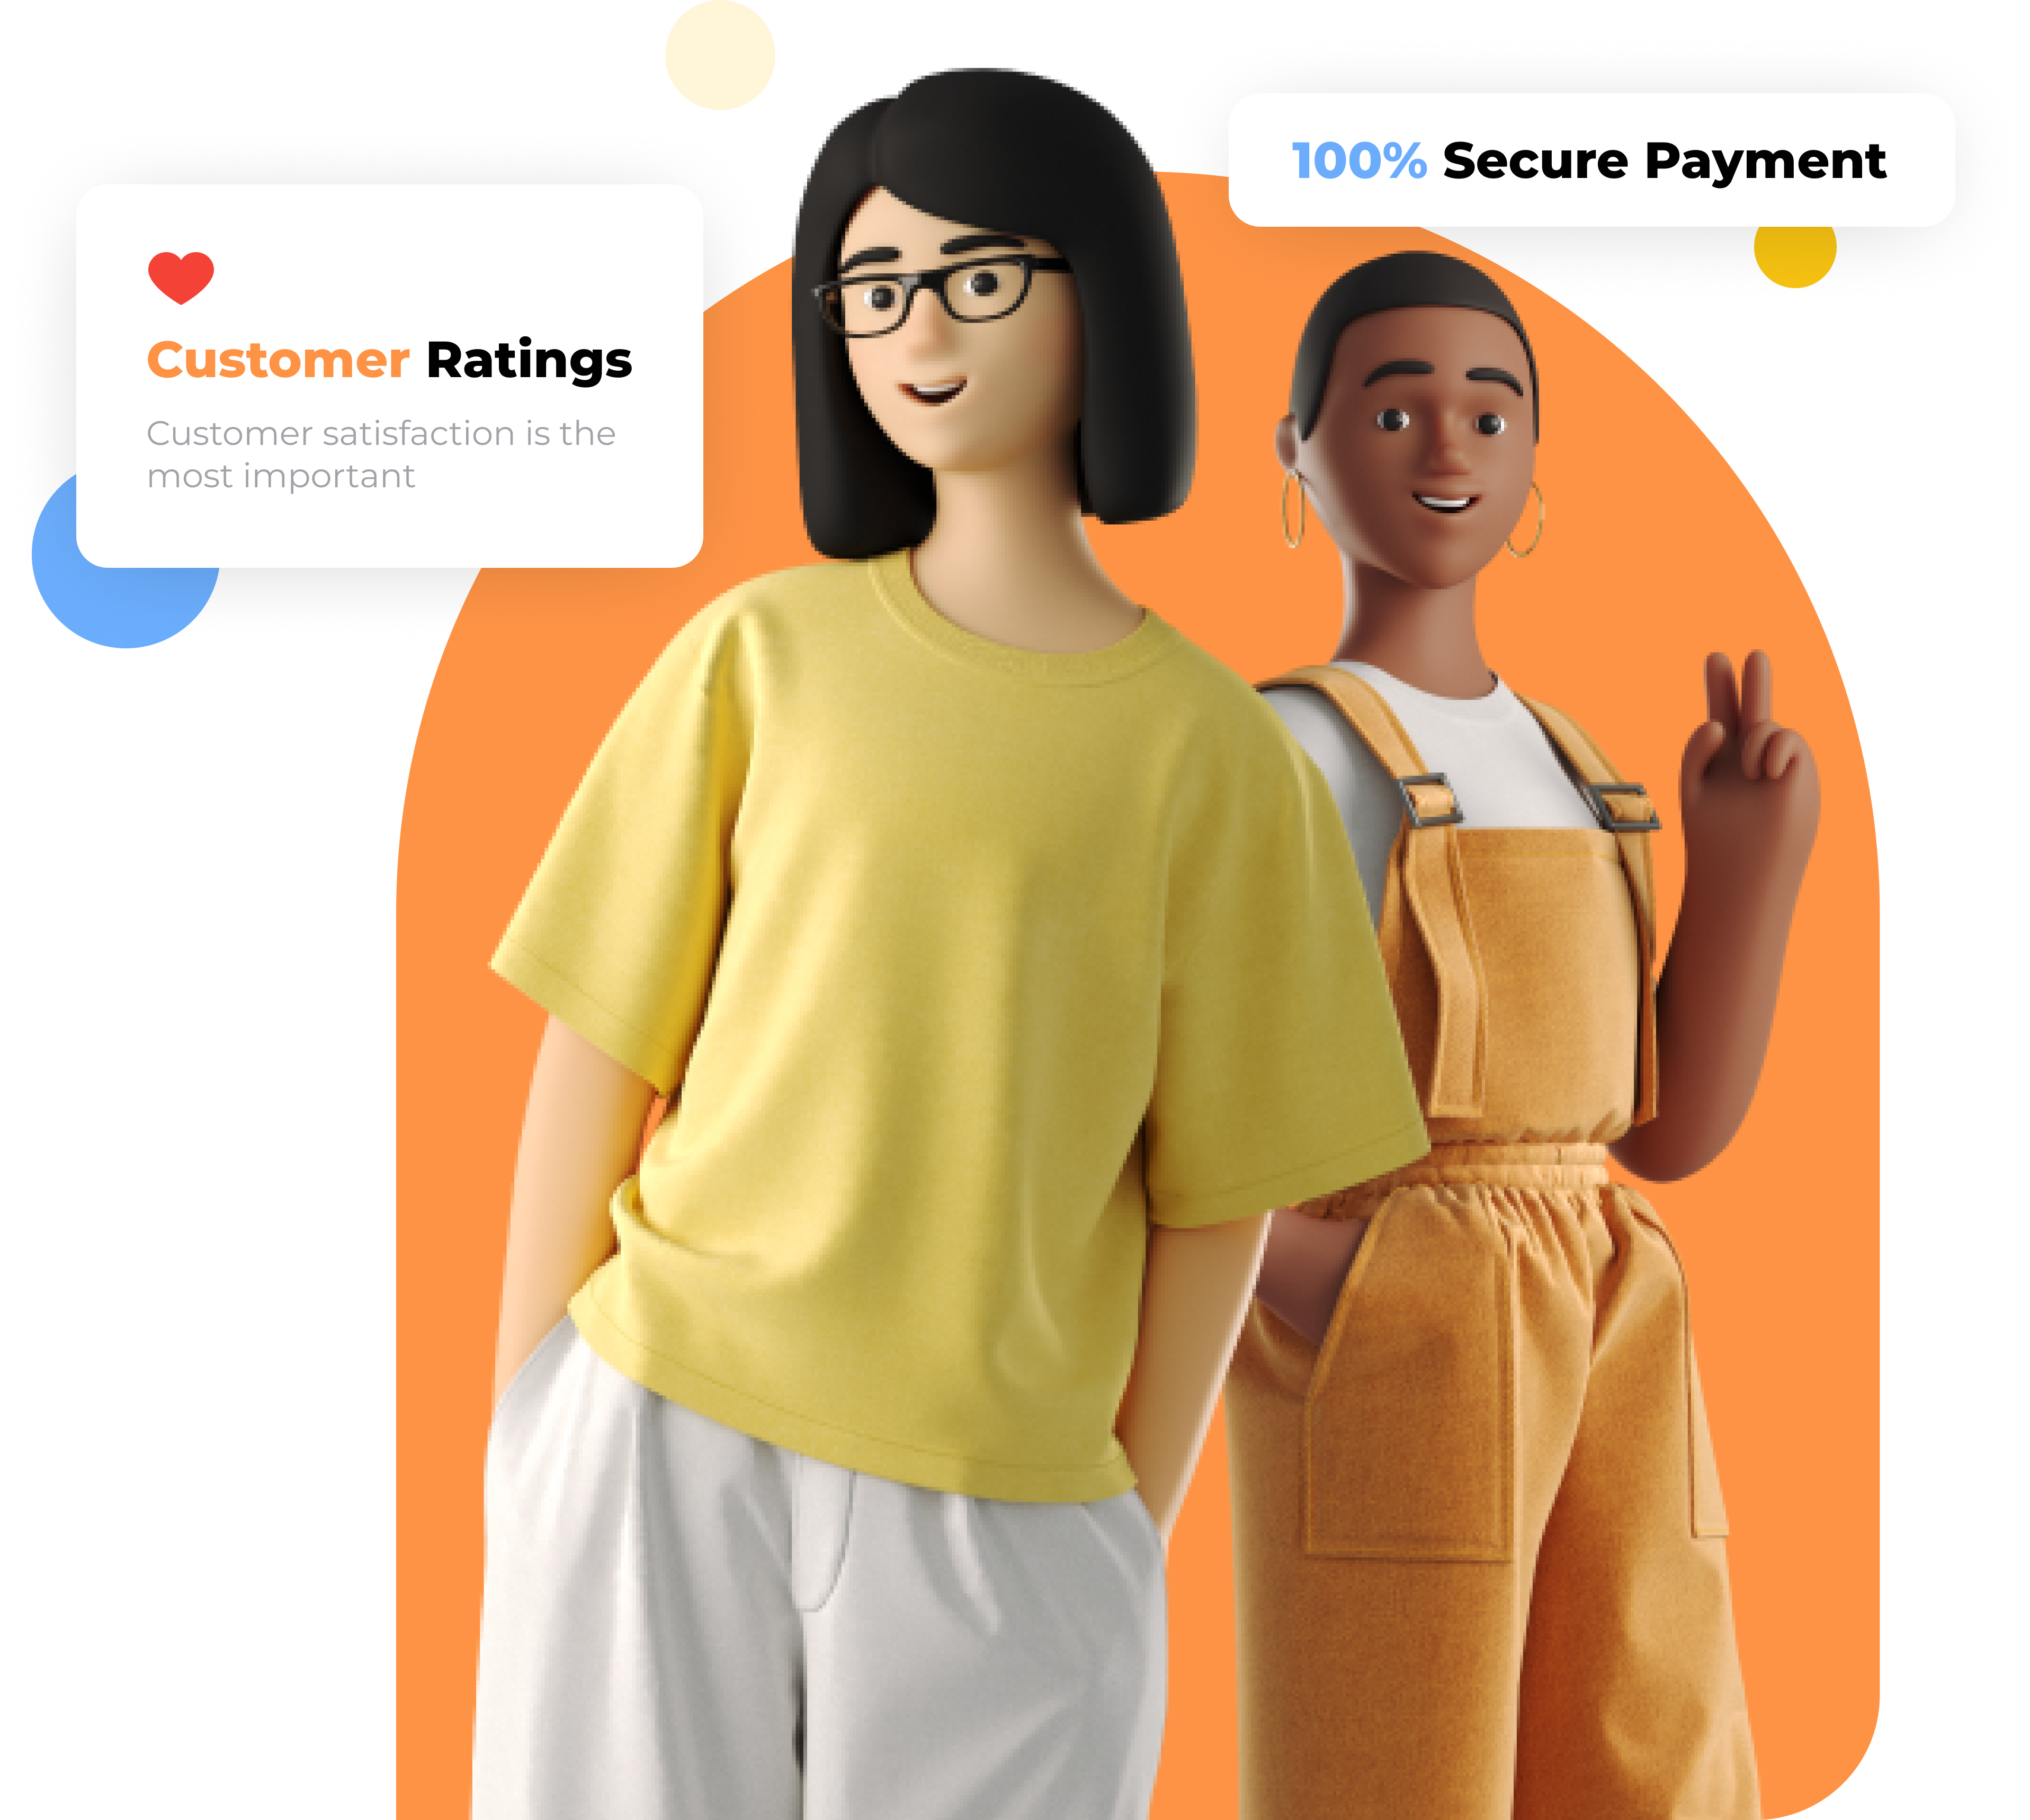 100% Secure Payment
Customer Ratings
Customer satisfaction is the
most important